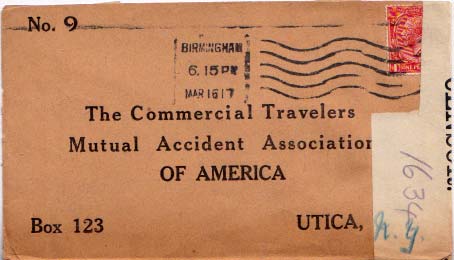 No. 9
BIRMINGHAM
6.15PM
MAR 16 17
The Commercial Travelers
Mutual Accident Association
OF AMERICA
Box 123
UTICA,
N.Y.
1634